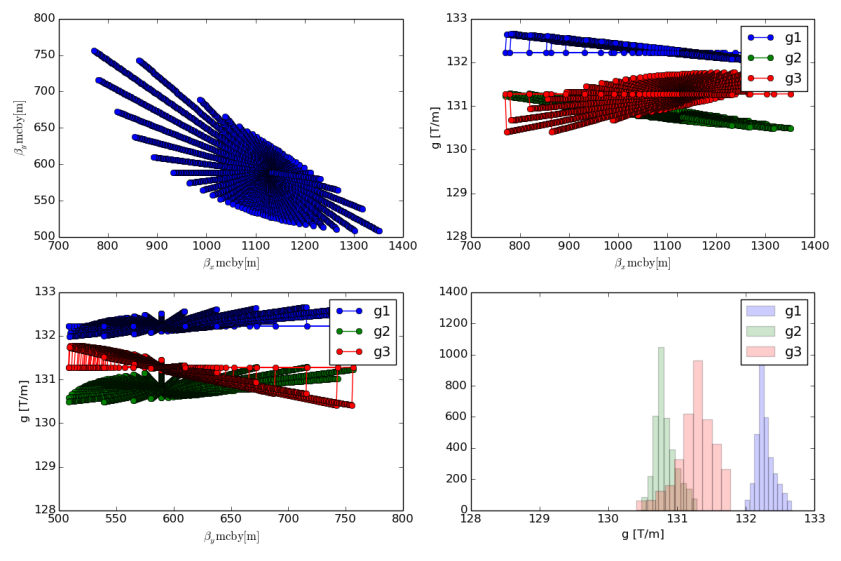 800
750
700
650
600
550
500
β_y mcby[m]
700 800 900 1000 1100 1200 1300 1400
β_x mcby[m]
133
132
131
130
129
128
g [T/m]
g1
g2
g3
700 800 900 1000 1100 1200 1300 1400
β_x mcby[m]
133
132
131
130
129
128
g [T/m]
g1
g2
g3
500 550 600 650 700 750 800
β_y mcby[m]
1400
1200
1000
800
600
400
200
0
g1
g2
g3
128 129 130 131 132 133
g [T/m]